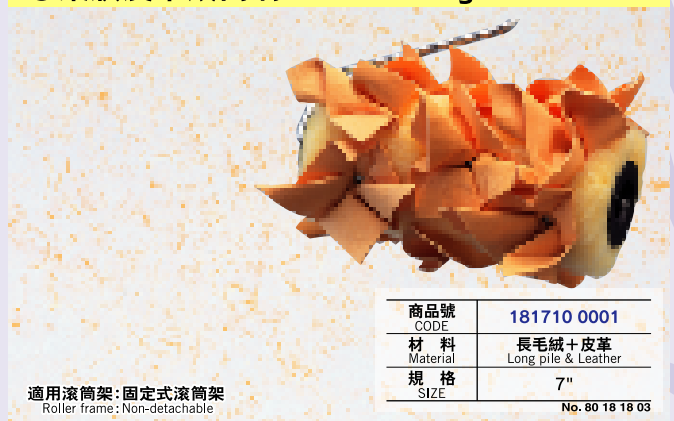 商品號
CODE
181710 0001
材 料
Material
長毛絨＋皮革
Long pile & Leather
規 格
SIZE
7"
適用滚筒架：固定式滚筒架
Roller frame：Non-detachable
No. 80 18 18 03